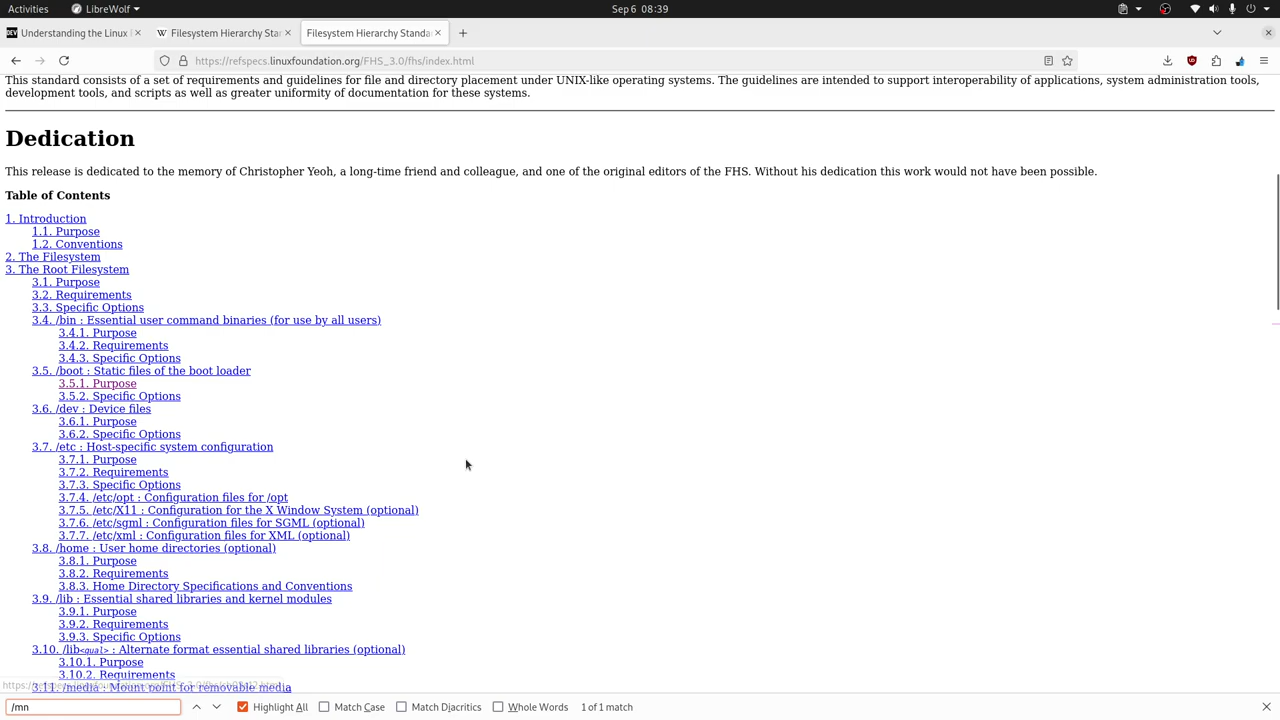 Activities
LibreWolf
Sep 6 08:39
Understanding the Linux
Filesystem Hierarchy Sta
Filesystem Hierarchy Standa
https://refspecs.linuxfoundation.org/FHS_3.0/fhs/index.html
This standard consists of a set of requirements and guidelines for file and directory placement under UNIX-like operating systems. The guidelines are intended to support interoperability of applications, system administration tools,
development tools, and scripts as well as greater uniformity of documentation for these systems.
Dedication
This release is dedicated to the memory of Christopher Yeoh, a long-time friend and colleague, and one of the original editors of the FHS. Without his dedication this work would not have been possible.
Table of Contents
1. Introduction
1.1. Purpose
1.2. Conventions
2. The Filesystem
3. The Root Filesystem
3.1. Purpose
3.2. Requirements
3.3. Specific Options
3.4. /bin : Essential user command binaries (for use by all users)
3.4.1. Purpose
3.4.2. Requirements
3.4.3. Specific Options
3.5. /boot : Static files of the boot loader
3.5.1. Purpose
3.5.2. Specific Options
3.6. /dev : Device files
3.6.1. Purpose
3.6.2. Specific Options
3.7. /etc : Host-specific system configuration
3.7.1. Purpose
3.7.2. Requirements
3.7.3. Specific Options
3.7.4. /etc/opt : Configuration files for /opt
3.7.5. /etc/X11 : Configuration for the X Window System (optional)
3.7.6. /etc/sgml : Configuration files for SGML (optional)
3.7.7. /etc/xml : Configuration files for XML (optional)
3.8. /home : User home directories (optional)
3.8.1. Purpose
3.8.2. Requirements
3.8.3. Home Directory Specifications and Conventions
3.9. /lib : Essential shared libraries and kernel modules
3.9.1. Purpose
3.9.2. Requirements
3.9.3. Specific Options
3.10. /lib<qual> : Alternate format essential shared libraries (optional)
3.10.1. Purpose
3.10.2. Requirements
3.11. /media : Mount point for removable media
/mn
Highlight All
Match Case
Match Diacritics
Whole Words
1 of 1 match